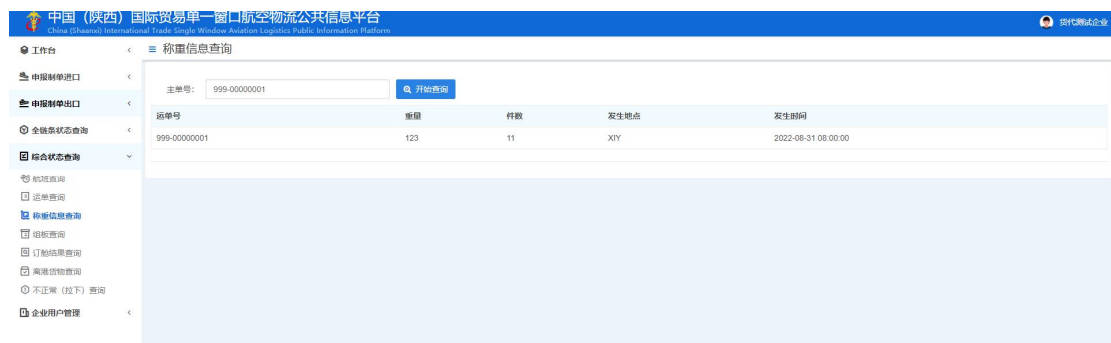 中国（陕西）国际贸易单一窗口航空物流公共信息平台
China (Shaanxi) International Trade Single Window Aviation Logistics Public Information Platform
货代测试企业
工作台
申报制单进口
申报制单出口
全链条状态查询
综合状态查询
航班查询
运单查询
称重信息查询
组板查询
订舱结果查询
离港货物查询
不正常（拉下）查询
企业用户管理
称重信息查询
主单号： 999-00000001 开始查询
运单号 重量 件数 发生地点 发生时间
999-00000001 123 11 XIY 2022-08-31 08:00:00